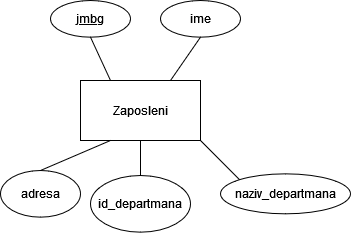 jmbg
ime
Zaposleni
adresa
id_departmana
naziv_departmana